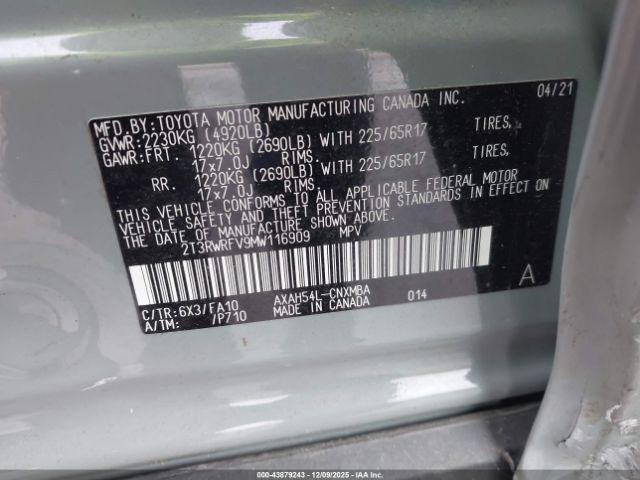 MFD. BY: TOYOTA MOTOR MANUFACTURING CANADA INC. 04/21
GVWR: 2230KG (4920LB)
GAWR: FRT. 1220KG (2690LB) WITH 225/65R17 TIRES,
17x7.0J RIMS.
RR. 1220KG (2690LB) WITH 225/65R17 TIRES,
17x7.0J RIMS.
THIS VEHICLE CONFORMS TO ALL APPLICABLE FEDERAL MOTOR
VEHICLE SAFETY AND THEFT PREVENTION STANDARDS IN EFFECT ON
THE DATE OF MANUFACTURE SHOWN ABOVE.
2T3RWRFV9MW116909 MPV
C/TR: 6X3/FA10 AXAH54L-CNXMBA 014 A
A/TM: /P710 MADE IN CANADA
00-43879243 - 12/09/2025 - IAA